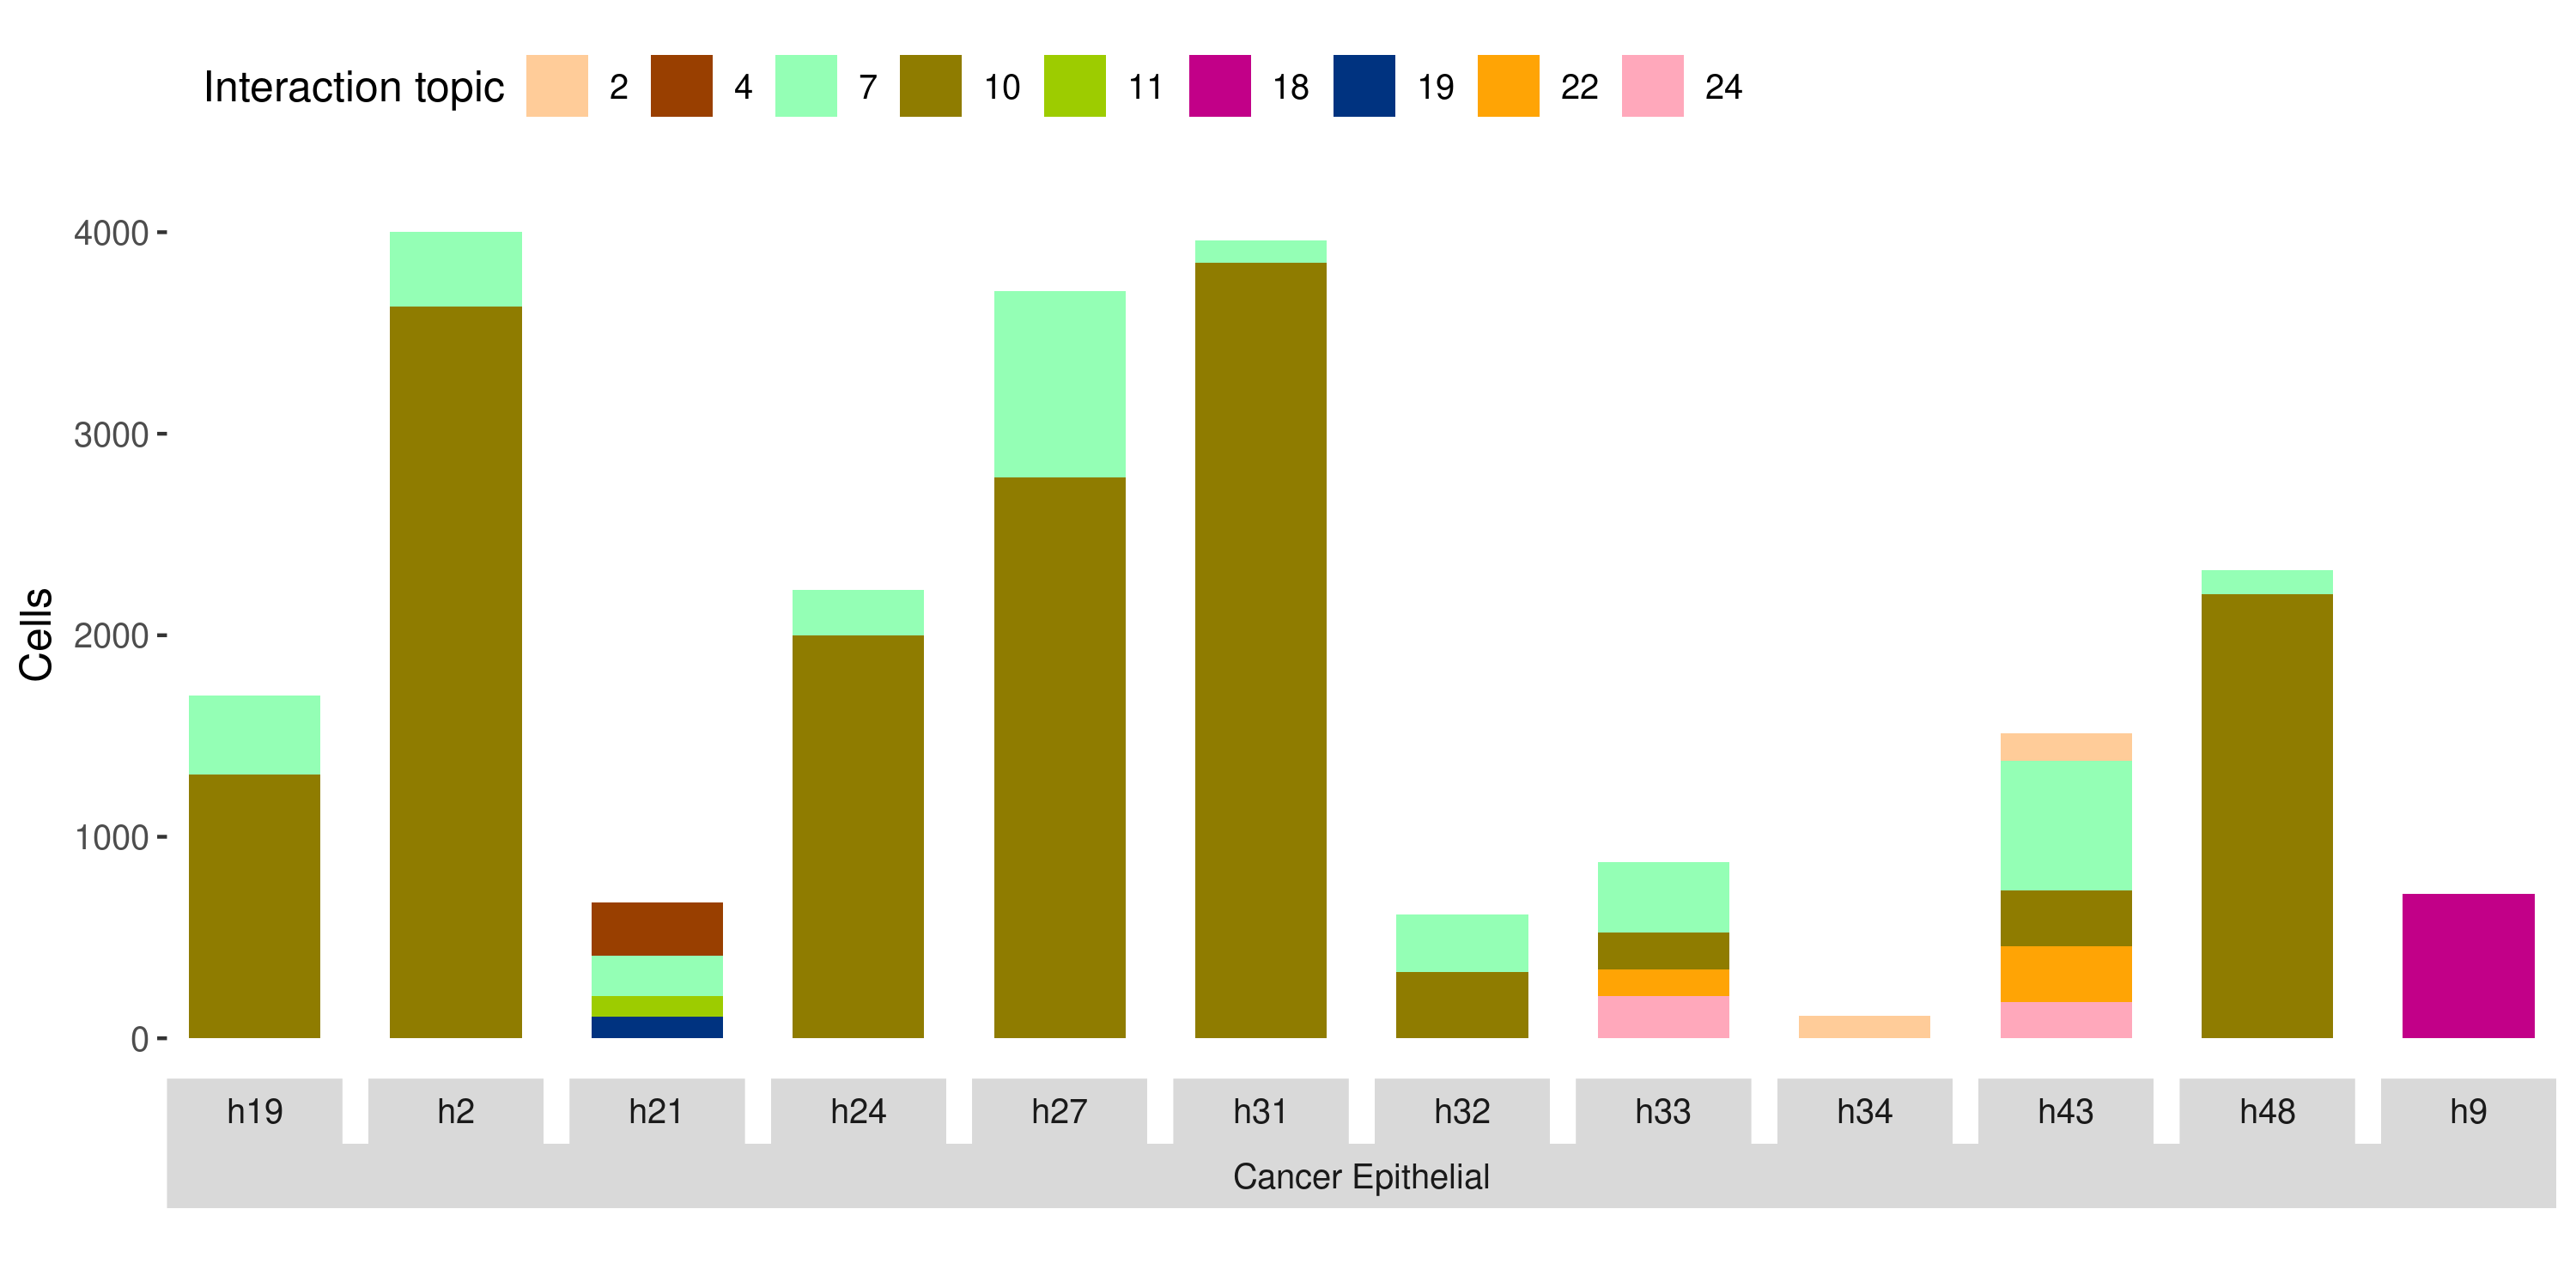 Interaction topic 2 4 7 10 11 18 19 22 24
4000
3000
2000
1000
0
Cells
h19 h2 h21 h24 h27 h31 h32 h33 h34 h43 h48 h9
Cancer Epithelial